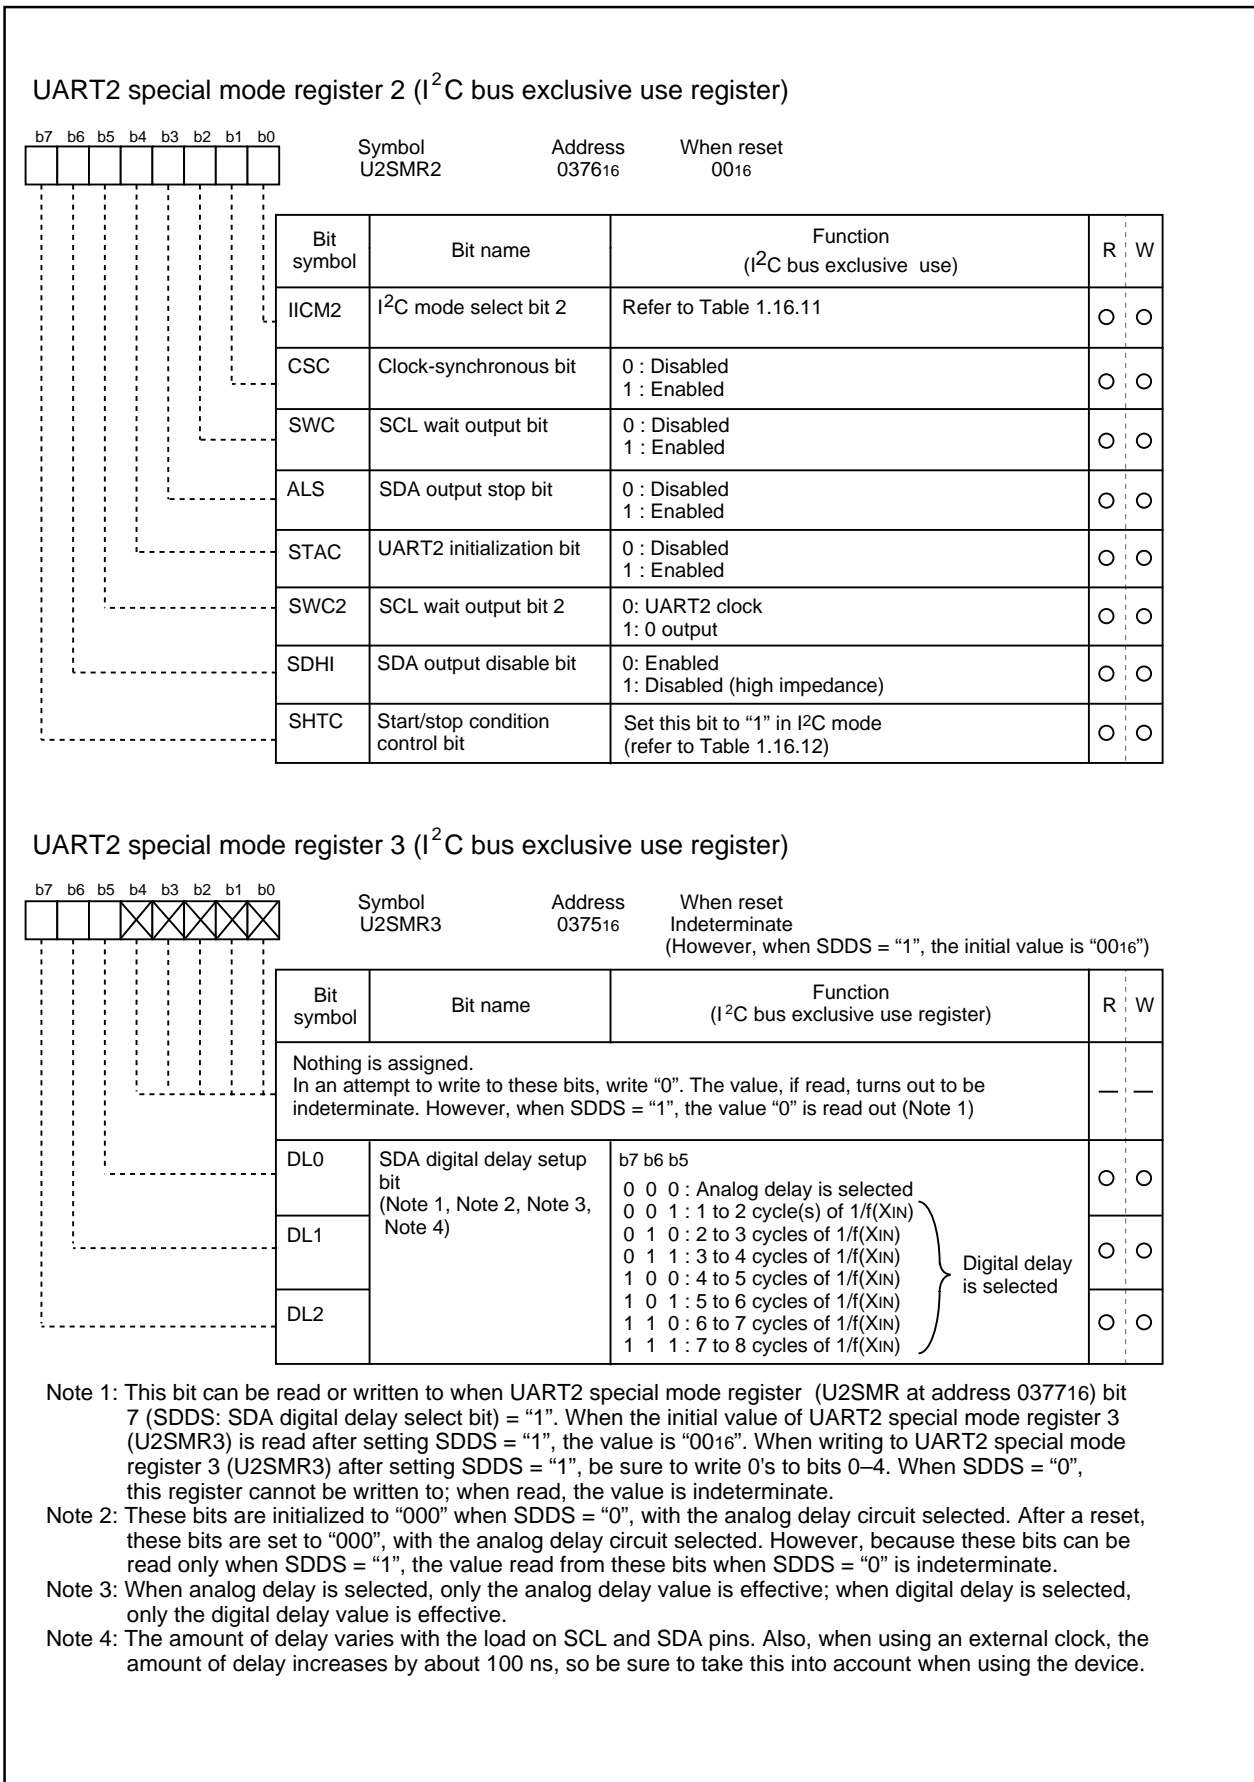 UART2 special mode register 2 (I2C bus exclusive use register)
b7 b6 b5 b4 b3 b2 b1 b0
Symbol Address When reset
U2SMR2 037616 0016
Bit symbol Bit name Function (I2C bus exclusive use) R W
IICM2 I2C mode select bit 2 Refer to Table 1.16.11
CSC Clock-synchronous bit 0 : Disabled
1 : Enabled
SWC SCL wait output bit 0 : Disabled
1 : Enabled
ALS SDA output stop bit 0 : Disabled
1 : Enabled
STAC UART2 initialization bit 0 : Disabled
1 : Enabled
SWC2 SCL wait output bit 2 0: UART2 clock
1: 0 output
SDHI SDA output disable bit 0: Enabled
1: Disabled (high impedance)
SHTC Start/stop condition control bit Set this bit to “1” in I2C mode
(refer to Table 1.16.12)
UART2 special mode register 3 (I2C bus exclusive use register)
b7 b6 b5 b4 b3 b2 b1 b0
Symbol Address When reset
U2SMR3 037516 Indeterminate
(However, when SDDS = “1”, the initial value is “0016”)
Bit symbol Bit name Function (I2C bus exclusive use register) R W
Nothing is assigned.
In an attempt to write to these bits, write “0”. The value, if read, turns out to be
indeterminate. However, when SDDS = “1”, the value “0” is read out (Note 1)
— —
DL0 SDA digital delay setup
bit
(Note 1, Note 2, Note 3,
Note 4)
DL1
DL2
b7 b6 b5
0 0 0 : Analog delay is selected
0 0 1 : 1 to 2 cycle(s) of 1/f(XIN)
0 1 0 : 2 to 3 cycles of 1/f(XIN)
0 1 1 : 3 to 4 cycles of 1/f(XIN)
1 0 0 : 4 to 5 cycles of 1/f(XIN)
1 0 1 : 5 to 6 cycles of 1/f(XIN)
1 1 0 : 6 to 7 cycles of 1/f(XIN)
1 1 1 : 7 to 8 cycles of 1/f(XIN)
Digital delay
is selected
Note 1: This bit can be read or written to when UART2 special mode register (U2SMR at address 037716) bit
7 (SDDS: SDA digital delay select bit) = “1”. When the initial value of UART2 special mode register 3
(U2SMR3) is read after setting SDDS = “1”, the value is “0016”. When writing to UART2 special mode
register 3 (U2SMR3) after setting SDDS = “1”, be sure to write 0's to bits 0–4. When SDDS = “0”,
this register cannot be written to; when read, the value is indeterminate.
Note 2: These bits are initialized to “000” when SDDS = “0”, with the analog delay circuit selected. After a reset,
these bits are set to “000”, with the analog delay circuit selected. However, because these bits can be
read only when SDDS = “1”, the value read from these bits when SDDS = “0” is indeterminate.
Note 3: When analog delay is selected, only the analog delay value is effective; when digital delay is selected,
only the digital delay value is effective.
Note 4: The amount of delay varies with the load on SCL and SDA pins. Also, when using an external clock, the
amount of delay increases by about 100 ns, so be sure to take this into account when using the device.